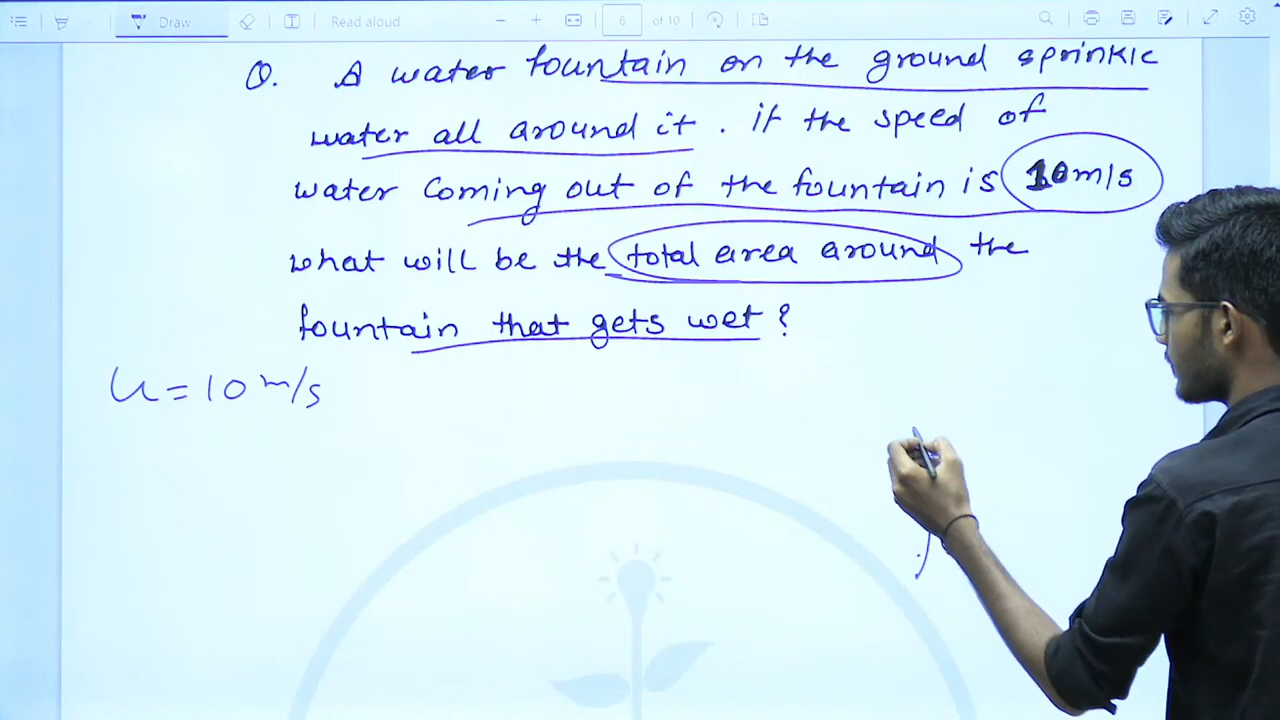 Draw
Read aloud
6 of 10
Q. A water fountain on the ground sprinkle
water all around it. if the speed of
water coming out of the fountain is 10 m/s
what will be the total area around the
fountain that gets wet?
u = 10 m/s